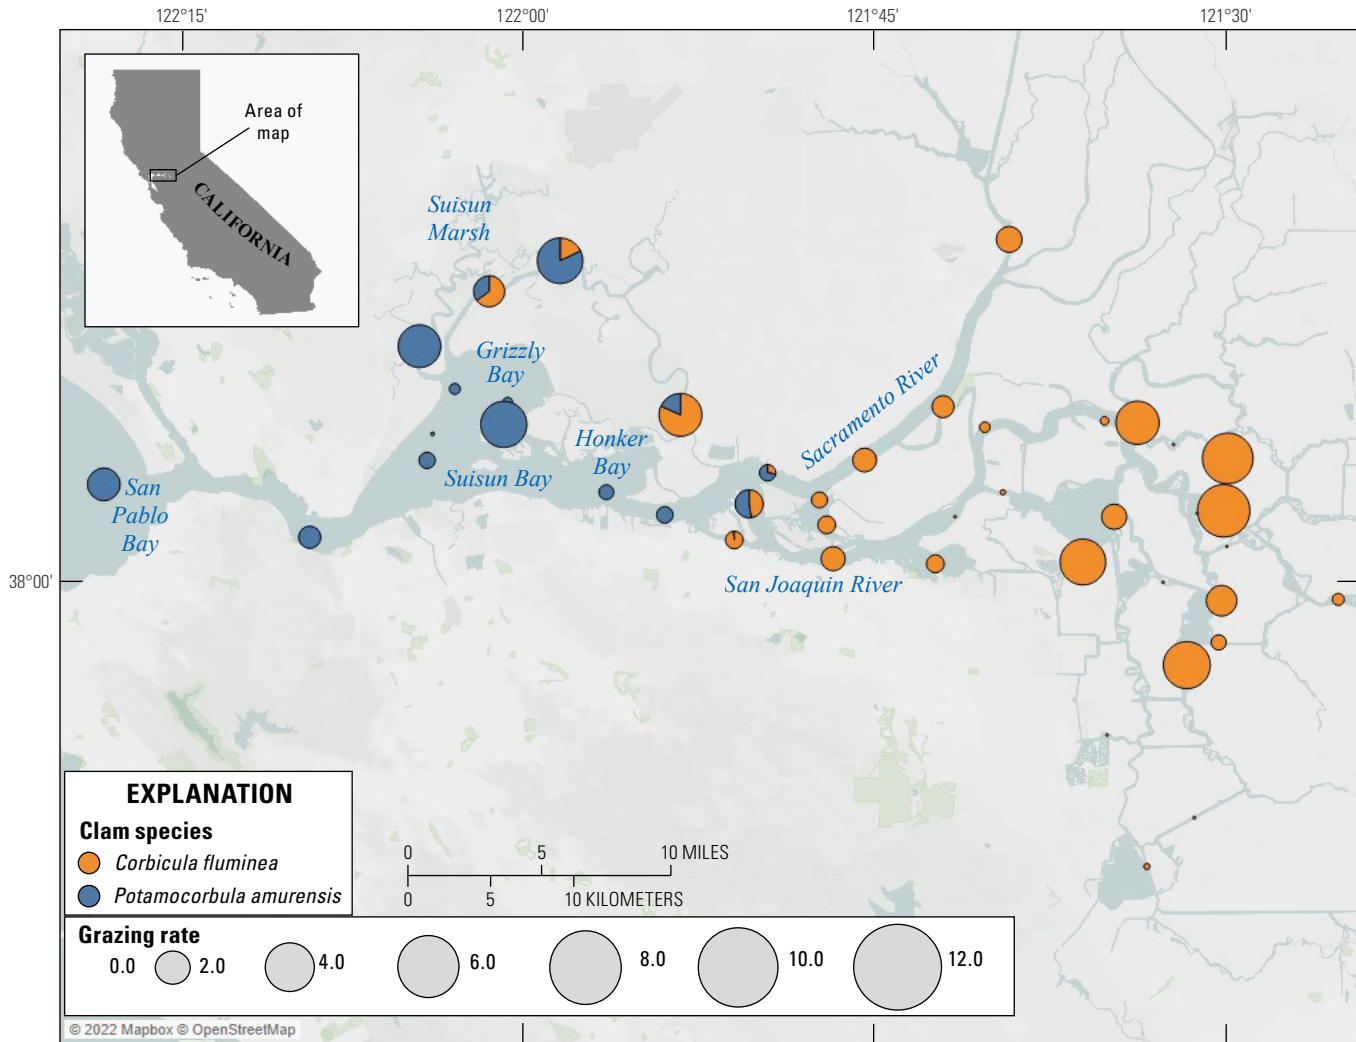 122°15'
122°00'
121°45'
121°30'
Area of
map
CALIFORNIA
Suisun
Marsh
Grizzly
Bay
Honker
Bay
Suisun Bay
Sacramento River
San
Pablo
Bay
San Joaquin River
38°00'
EXPLANATION
Clam species
Corbicula fluminea
Potamocorbula amurensis
0 5 10 MILES
0 5 10 KILOMETERS
Grazing rate
0.0 2.0 4.0 6.0 8.0 10.0 12.0
© 2022 Mapbox © OpenStreetMap